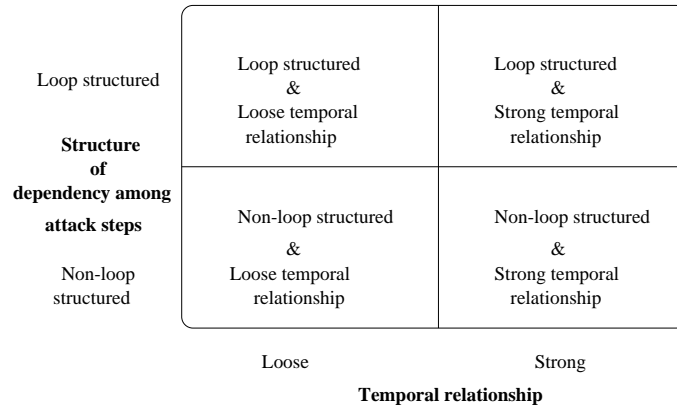 Loop structured
Structure
of
dependency among
attack steps
Non-loop
structured
Loop structured
&
Loose temporal
relationship
Loop structured
&
Strong temporal
relationship
Non-loop structured
&
Loose temporal
relationship
Non-loop structured
&
Strong temporal
relationship
Loose
Strong
Temporal relationship